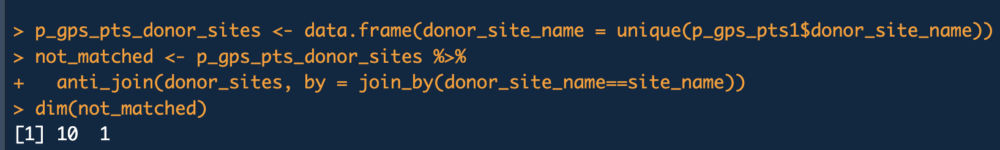 > p_gps_pts_donor_sites <- data.frame(donor_site_name = unique(p_gps_pts1$donor_site_name))
> not_matched <- p_gps_pts_donor_sites %>%
+   anti_join(donor_sites, by = join_by(donor_site_name==site_name))
> dim(not_matched)
[1] 10  1